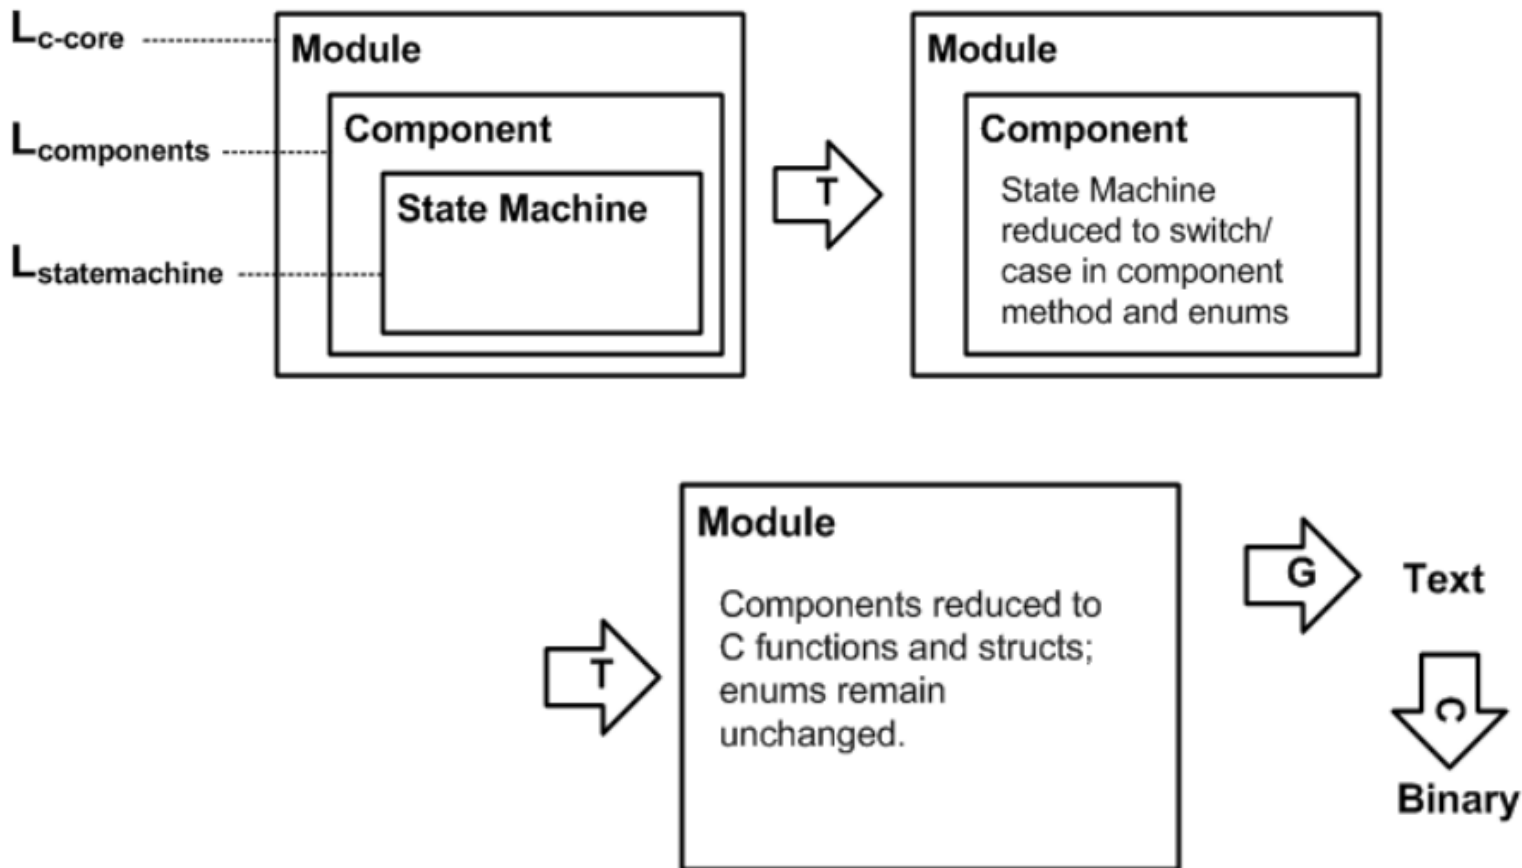 Lc-core
Module
Component
State Machine
Lcomponents
Lstatemachine
T
Module
Component
State Machine
reduced to switch/
case in component
method and enums
T
Module
Components reduced to
C functions and structs;
enums remain
unchanged.
G
Text
C
Binary